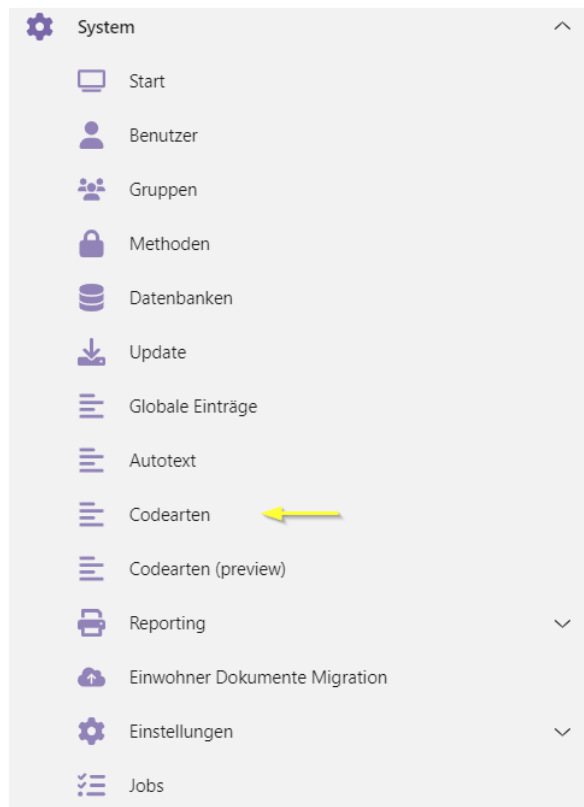 System
Start
Benutzer
Gruppen
Methoden
Datenbanken
Update
Globale Einträge
Autotext
Codearten
Codearten (preview)
Reporting
Einwohner Dokumente Migration
Einstellungen
Jobs